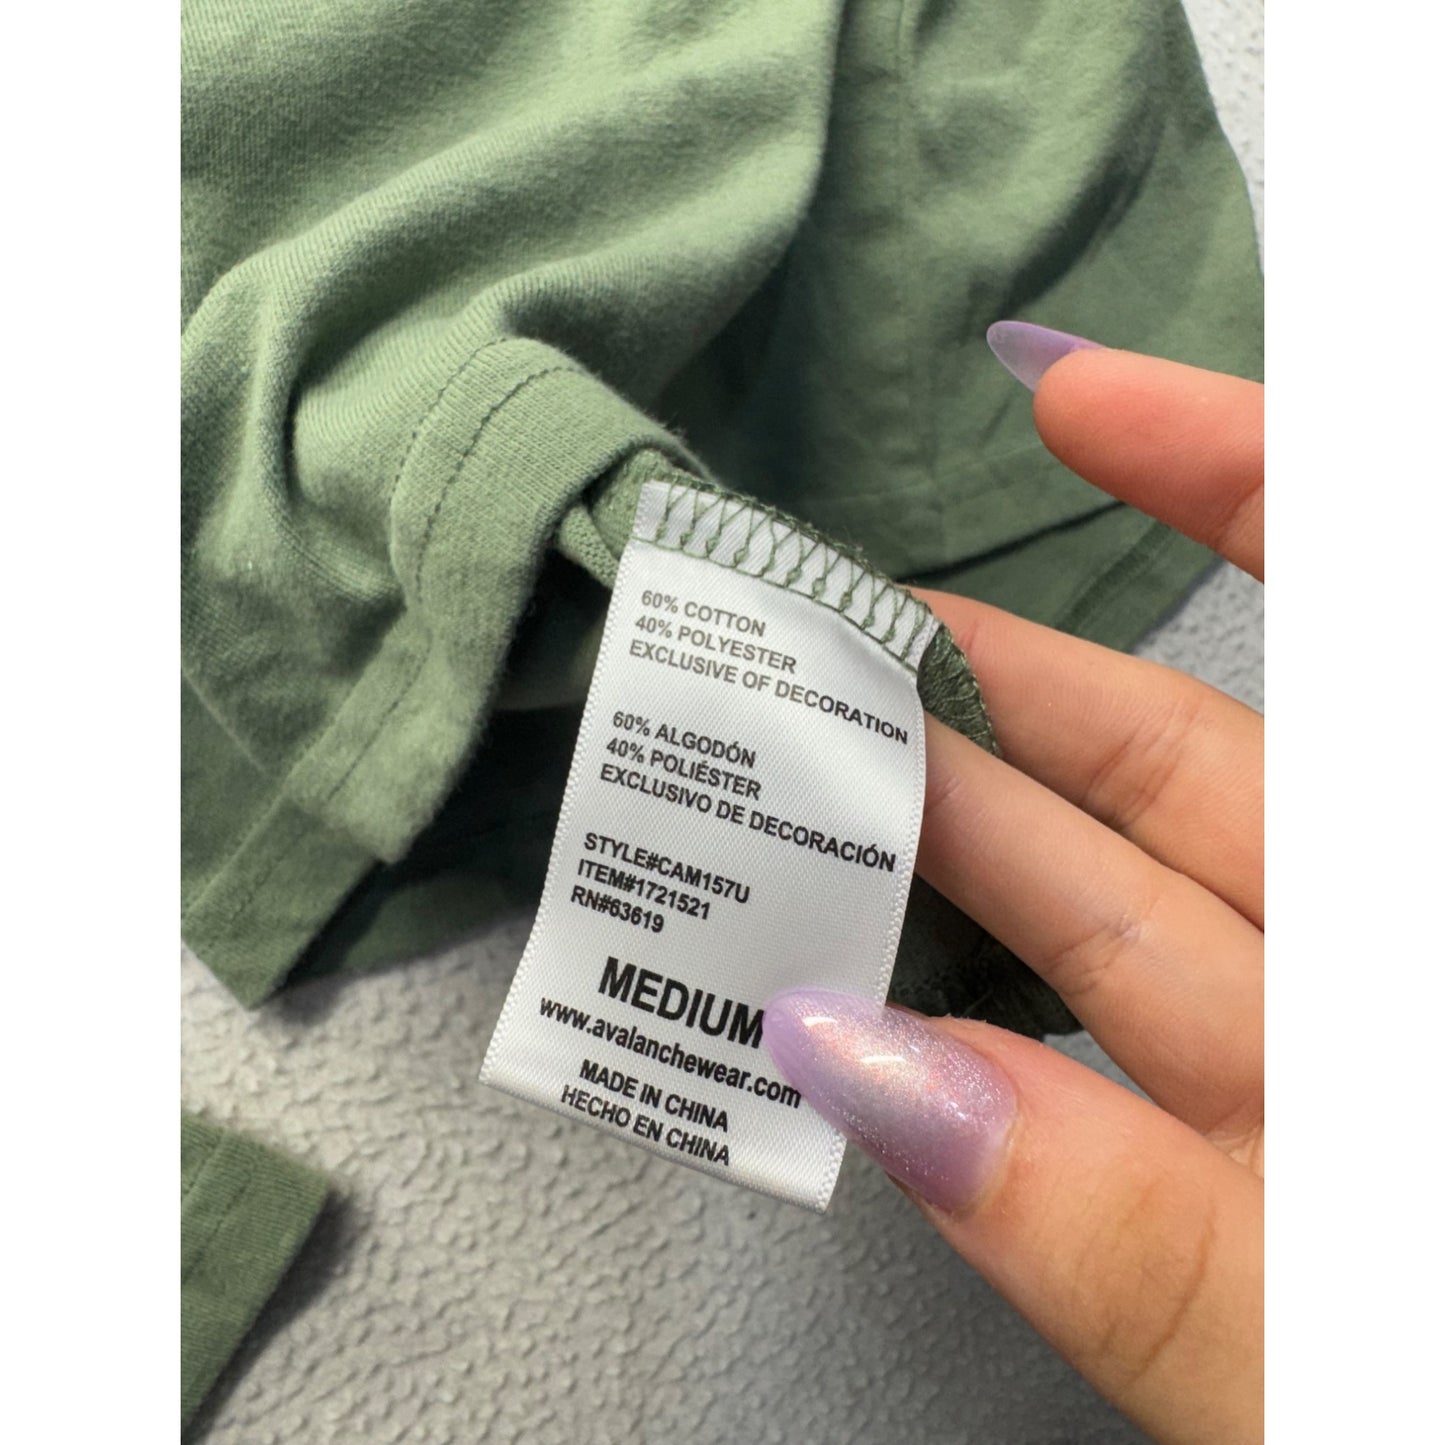 60% COTTON
40% POLYESTER
EXCLUSIVE OF DECORATION
60% ALGODÓN
40% POLIÉSTER
EXCLUSIVO DE DECORACIÓN
STYLE#CAM157U
ITEM#1721521
RN#63619
MEDIUM
www.avalanchewear.com
MADE IN CHINA
HECHO EN CHINA